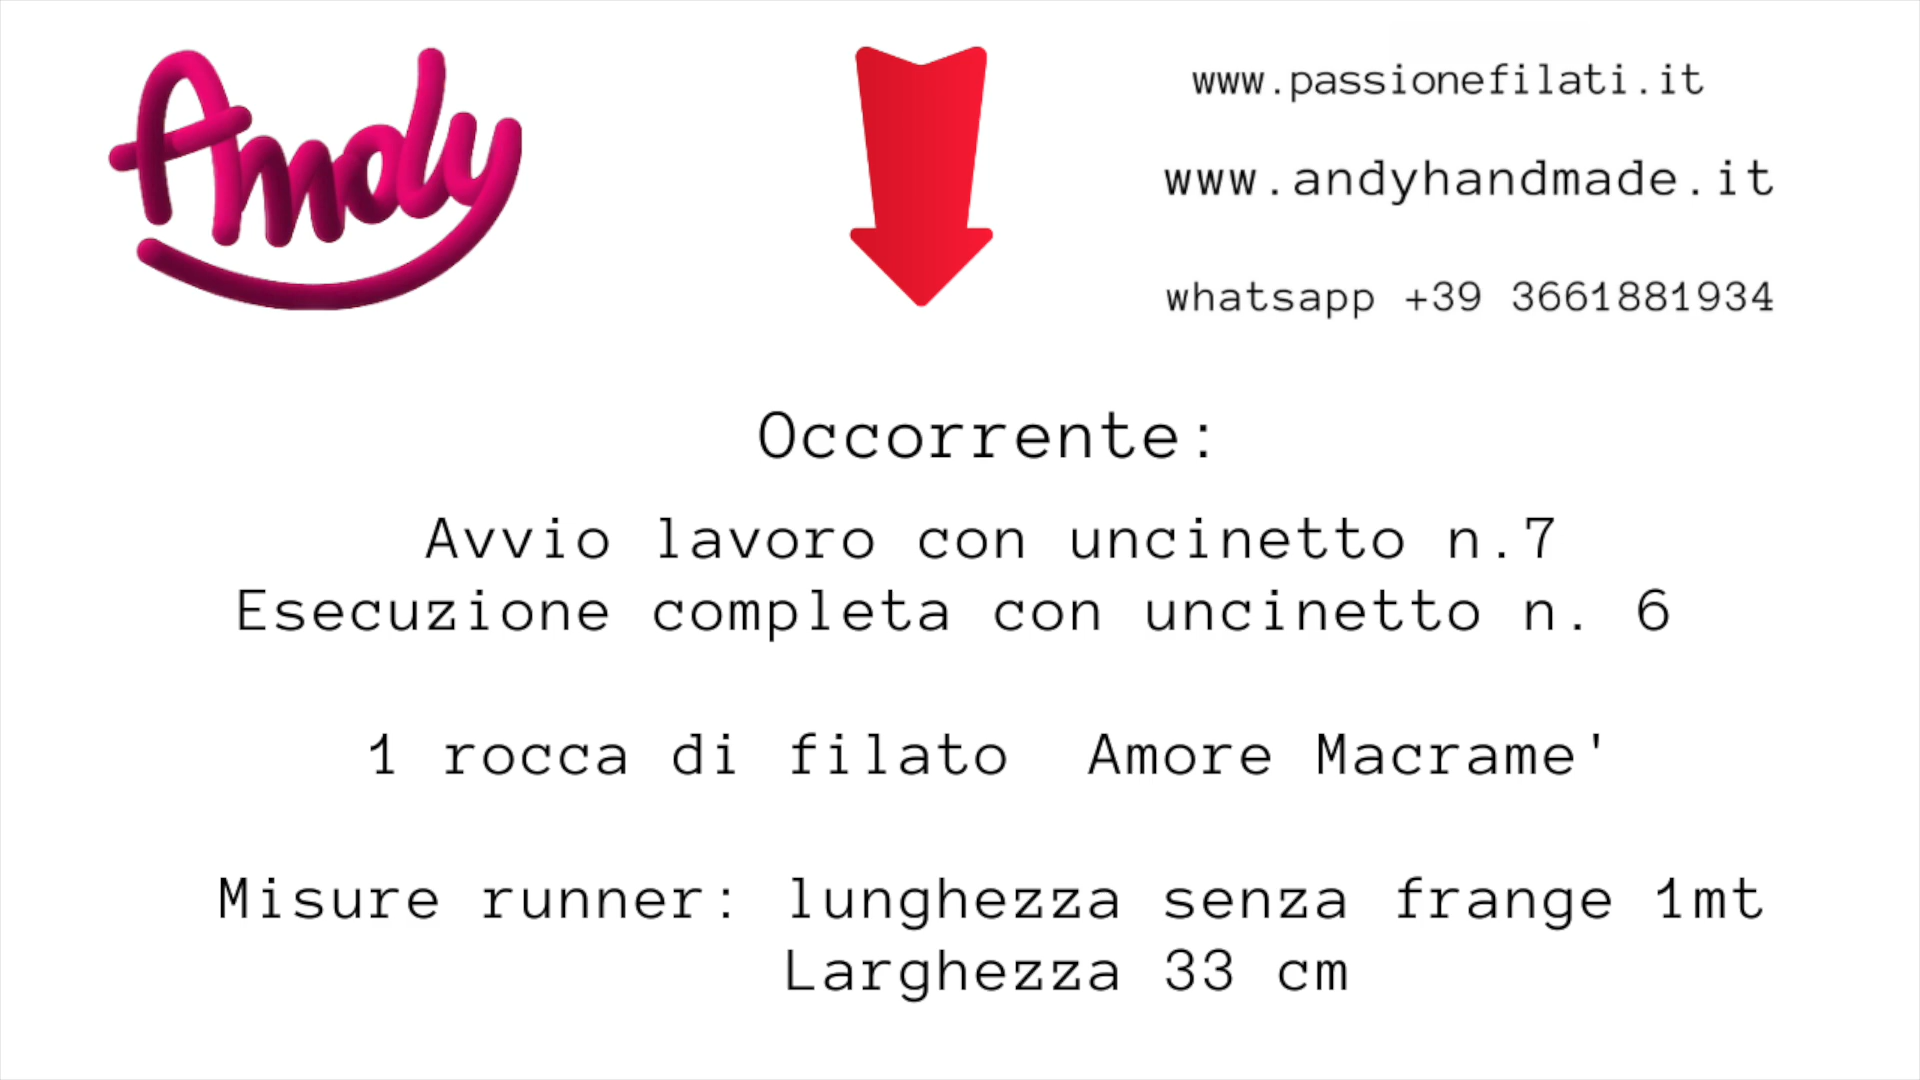 Andy
www.passionefilati.it
www.andyhandmade.it
whatsapp +39 3661881934
Occorrente:
Avvio lavoro con uncinetto n.7
Esecuzione completa con uncinetto n. 6
1 rocca di filato Amore Macrame'
Misure runner: lunghezza senza frange 1mt
Larghezza 33 cm